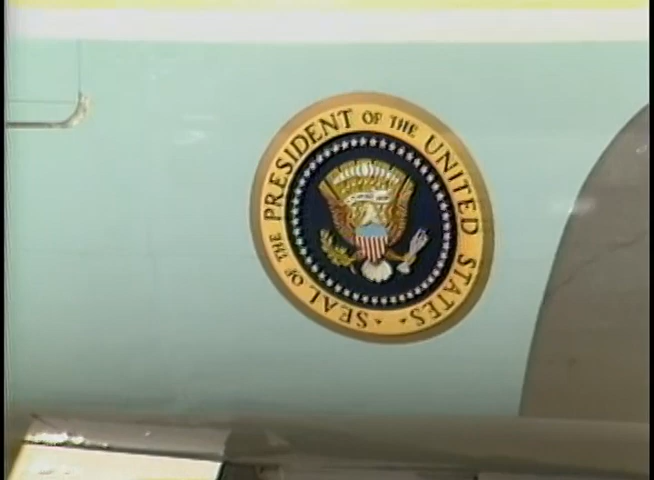 SEAL OF THE PRESIDENT OF THE UNITED STATES